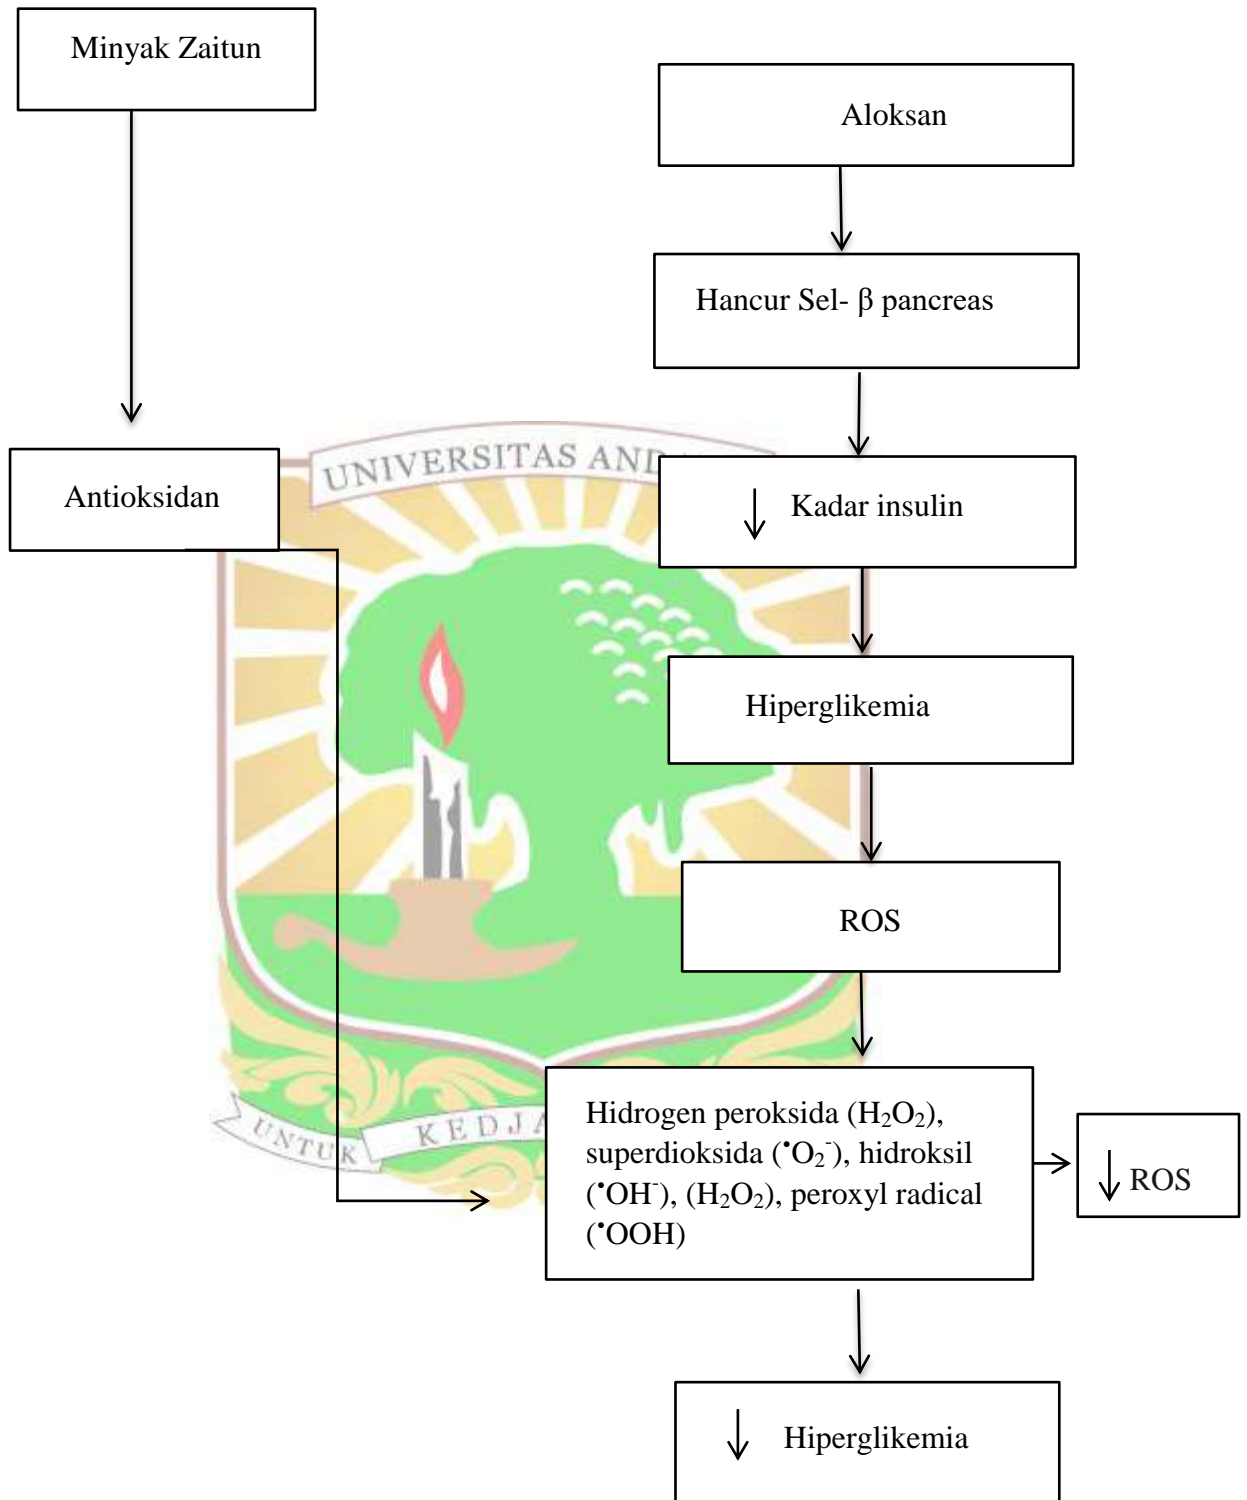 Minyak Zaitun
Aloksan
Hancur Sel- β pancreas
UNIVERSITAS AND
Antioksidan
↓ Kadar insulin
Hiperglikemia
ROS
Hidrogen peroksida (H₂O₂),
superdioksida (•O₂⁻), hidroksil
(•OH⁻), (H₂O₂), peroxyl radical
(•OOH)
↓ ROS
UNTUK KEDJA
↓ Hiperglikemia